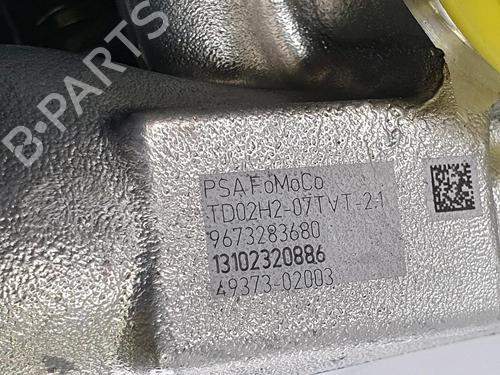 B-PARTS
PSA FoMoCo
TD02H2-07TVT-2.1
9673283680
13102320886
49373-02003